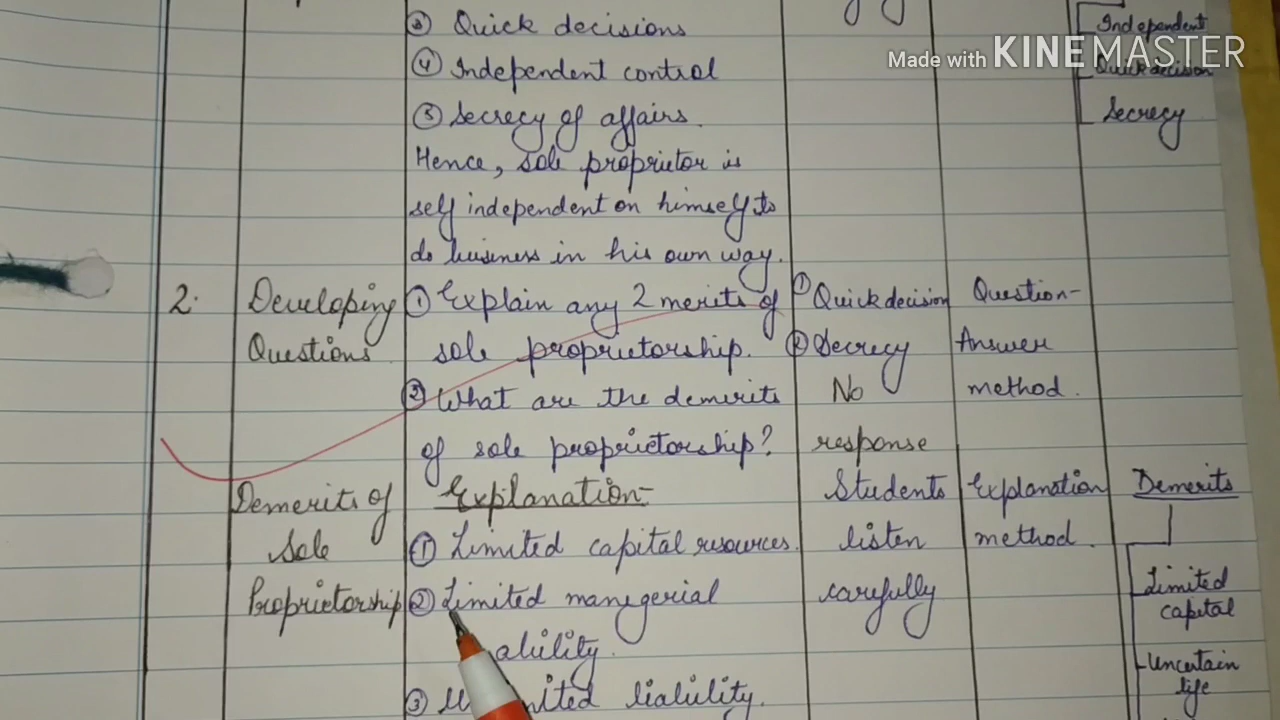 ③ Quick decisions
④ Independent control
⑤ Secrecy of affairs.
Hence, sole proprietor is
self independent on himself to
do business in his own way.
Independent
Quick decision
Secrecy
Made with KINEMASTER
2. Developing Questions.
① Explain any 2 merits of
sole proprietorship.
② What are the demerits
of sole proprietorship?
① Quick decision
② Secrecy
No
response
Question-
Answer
method.
Demerits of
Sole
Proprietorship
Explanation-
① Limited capital resources.
② Limited manegerial
ability.
③ liability.
Students
listen
carefully
Explanation
method.
Demerits
Limited
capital
Uncertain
life